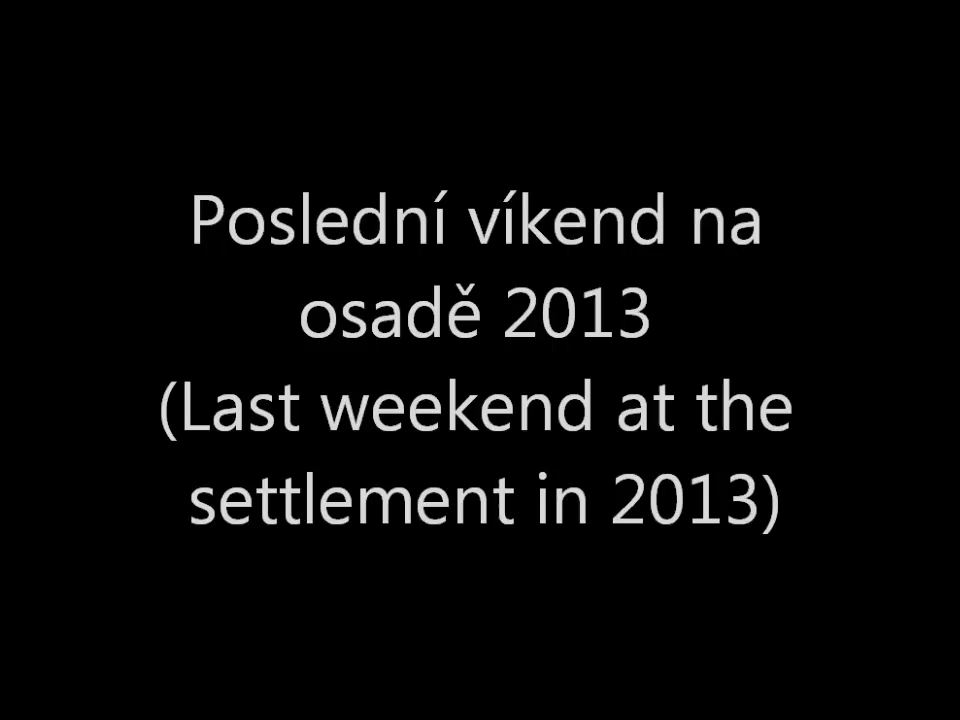 Poslední víkend na
osadě 2013
(Last weekend at the
settlement in 2013)